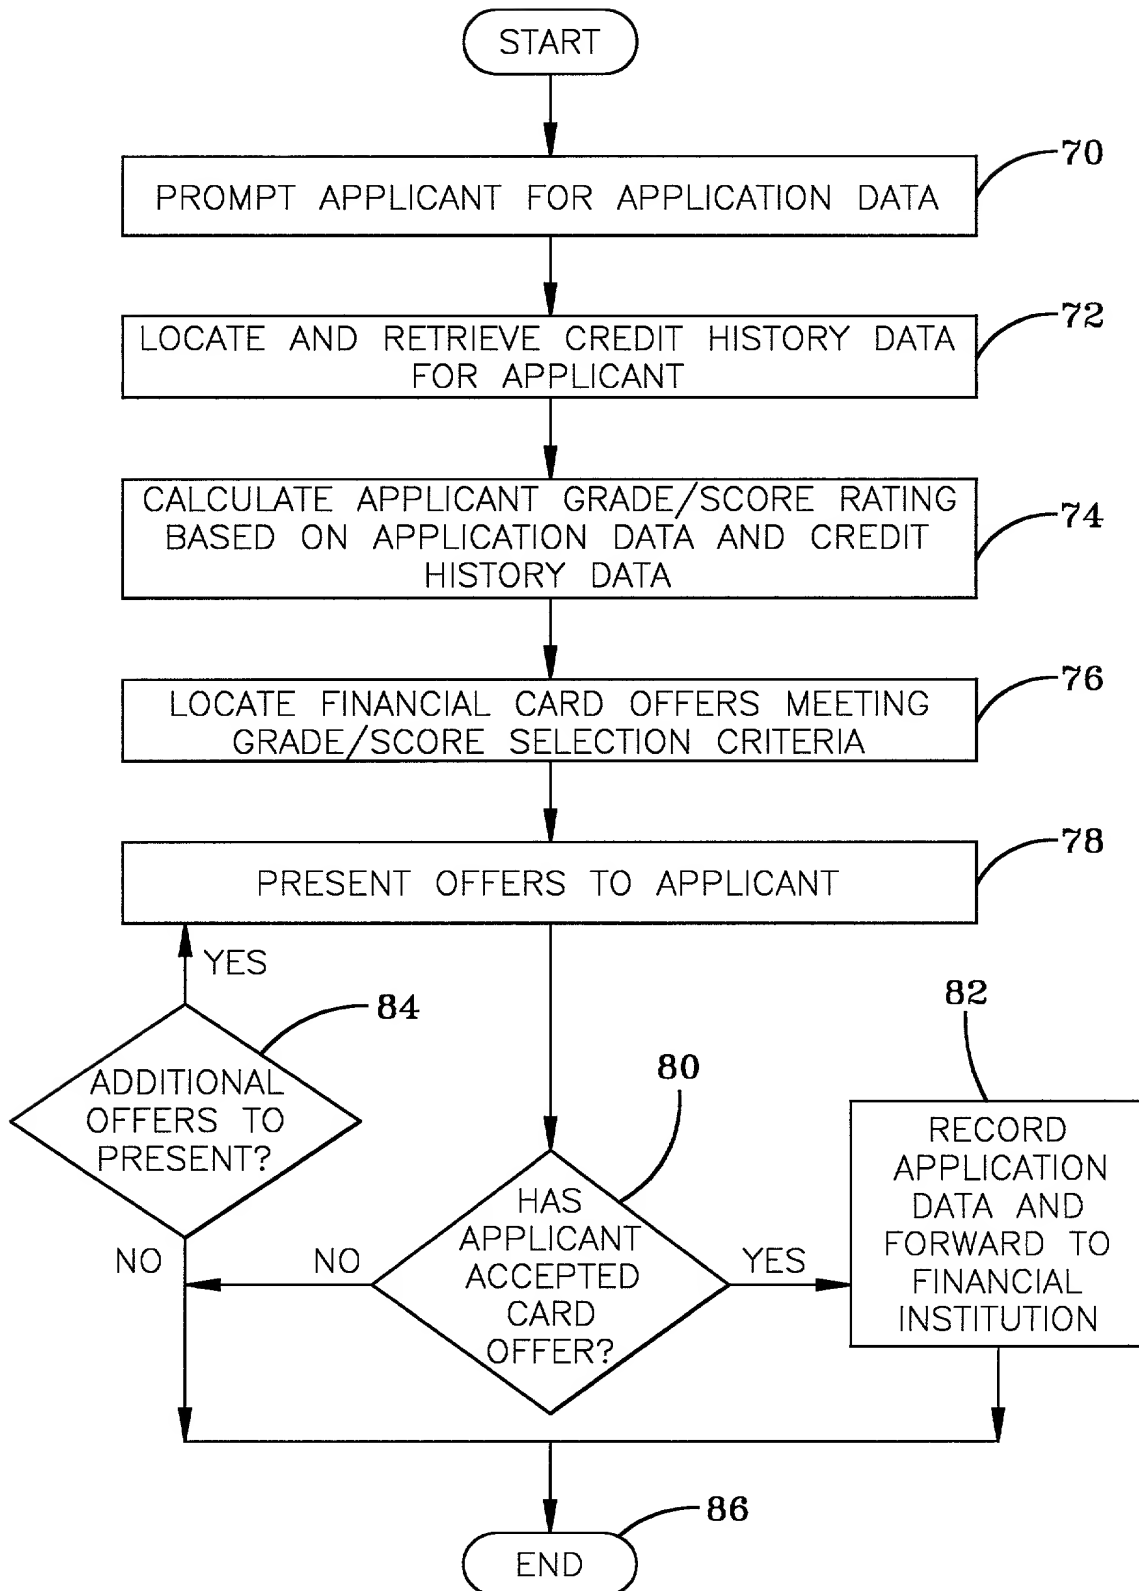 START
70
PROMPT APPLICANT FOR APPLICATION DATA
72
LOCATE AND RETRIEVE CREDIT HISTORY DATA
FOR APPLICANT
74
CALCULATE APPLICANT GRADE/SCORE RATING
BASED ON APPLICATION DATA AND CREDIT
HISTORY DATA
76
LOCATE FINANCIAL CARD OFFERS MEETING
GRADE/SCORE SELECTION CRITERIA
78
PRESENT OFFERS TO APPLICANT
YES
84
ADDITIONAL
OFFERS TO
PRESENT?
NO
80
HAS
APPLICANT
ACCEPTED
CARD
OFFER?
NO
YES
82
RECORD
APPLICATION
DATA AND
FORWARD TO
FINANCIAL
INSTITUTION
86
END